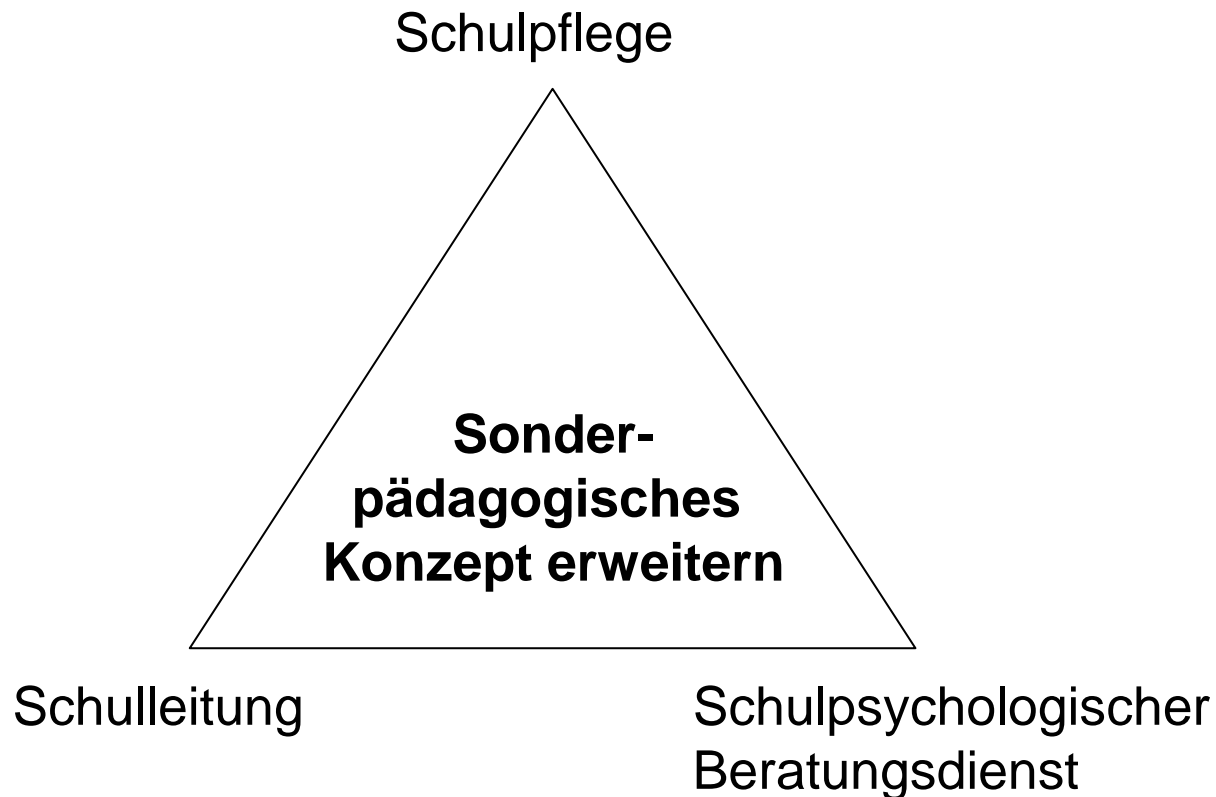 Schulpflege
Sonder-
pädagogisches
Konzept erweitern
Schulleitung
Schulpsychologischer
Beratungsdienst